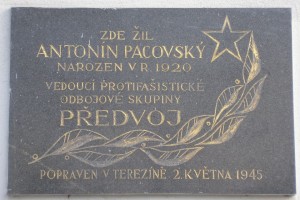 ZDE ŽIL
ANTONÍN PACOVSKÝ
NAROZEN V R. 1920
VEDOUCÍ PROTIFAŠISTICKÉ
ODBOJOVÉ SKUPINY
PŘEDVOJ
POPRAVEN V TEREZÍNĚ 2. KVĚTNA 1945